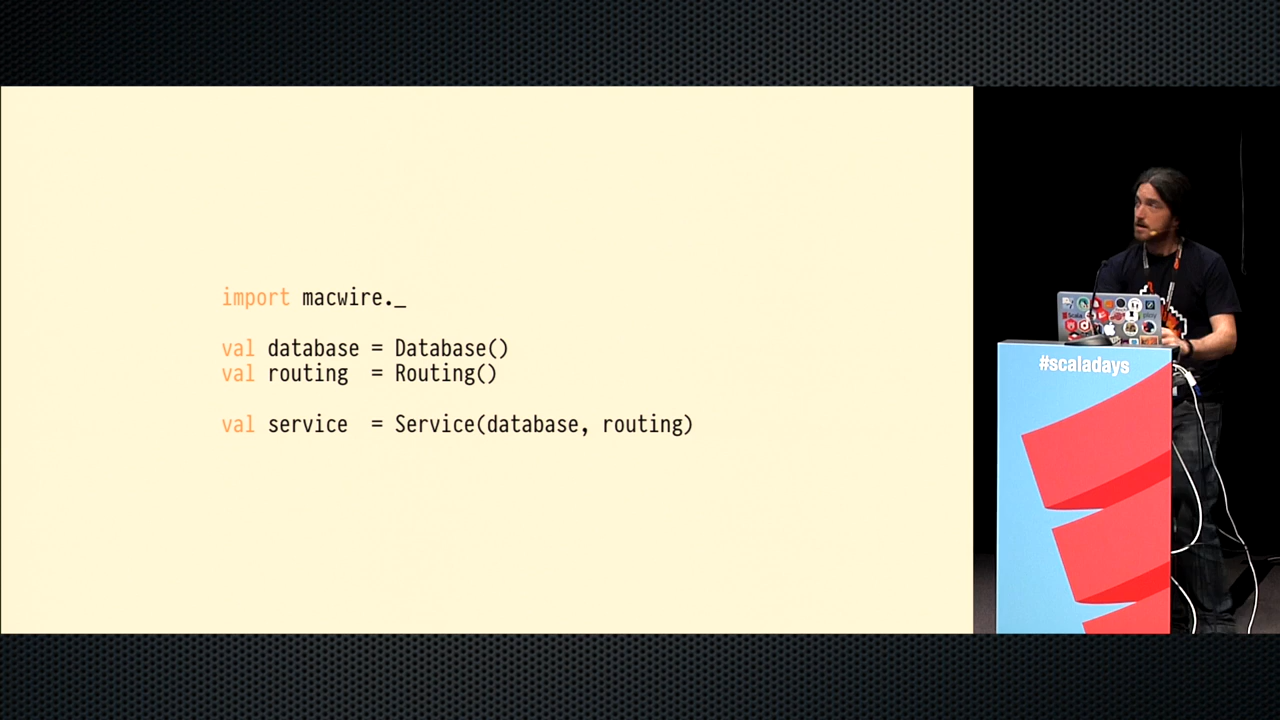 import macwire._
val database = Database()
val routing  = Routing()
val service  = Service(database, routing)
#scaladays